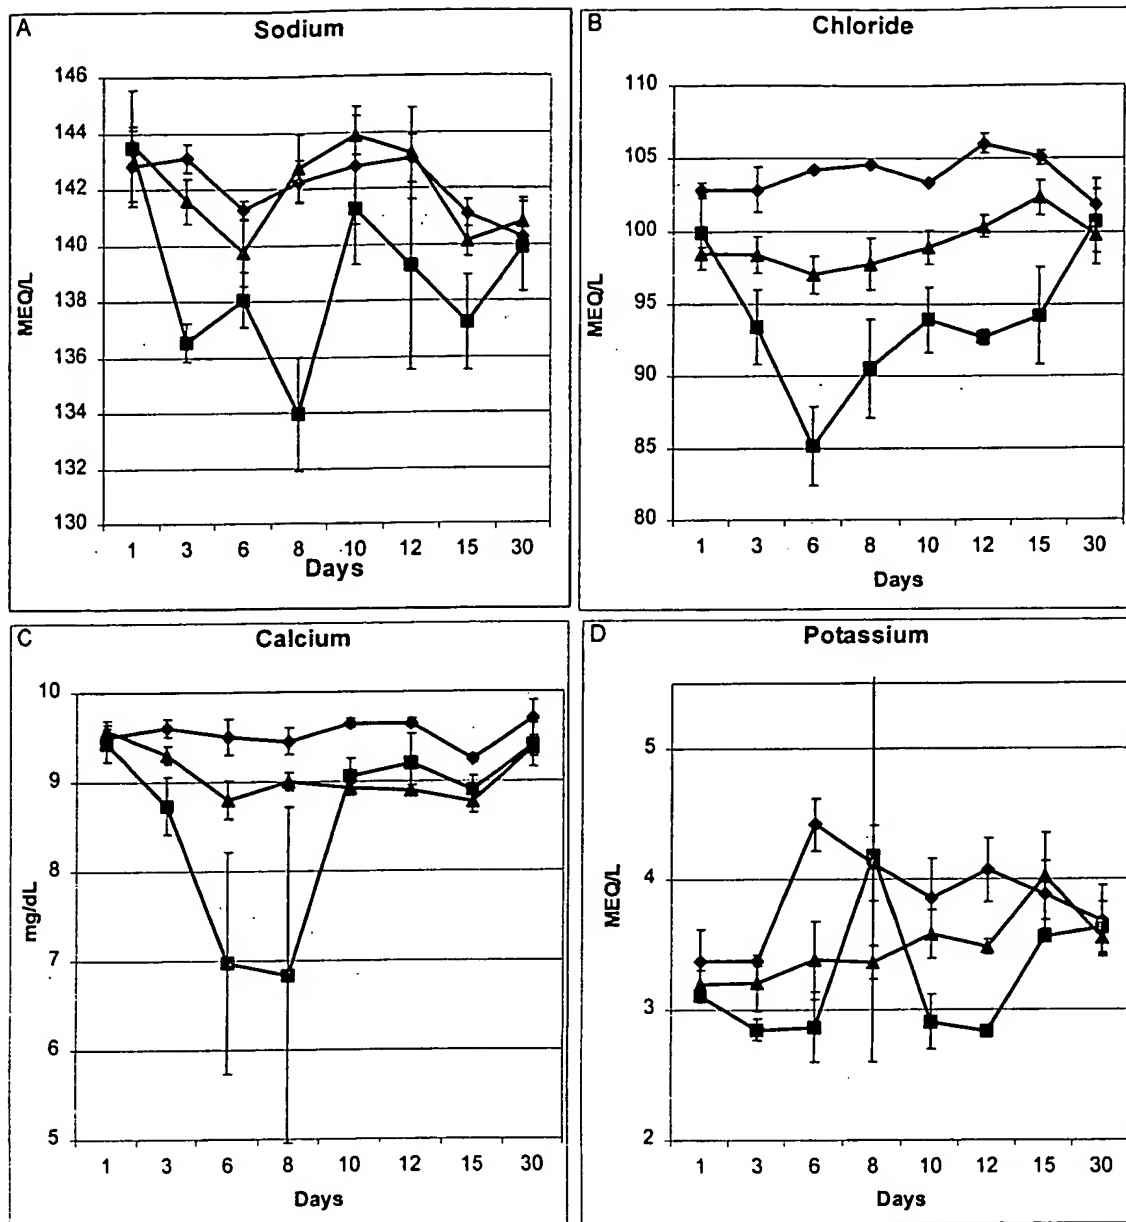 A
Sodium
146
144
142
140
138
136
134
132
130
MEQ/L
1 3 6 8 10 12 15 30
Days
B
Chloride
110
105
100
95
90
85
80
MEQ/L
1 3 6 8 10 12 15 30
Days
C
Calcium
10
9
8
7
6
5
mg/dL
1 3 6 8 10 12 15 30
Days
D
Potassium
5
4
3
2
MEQ/L
1 3 6 8 10 12 15 30
Days